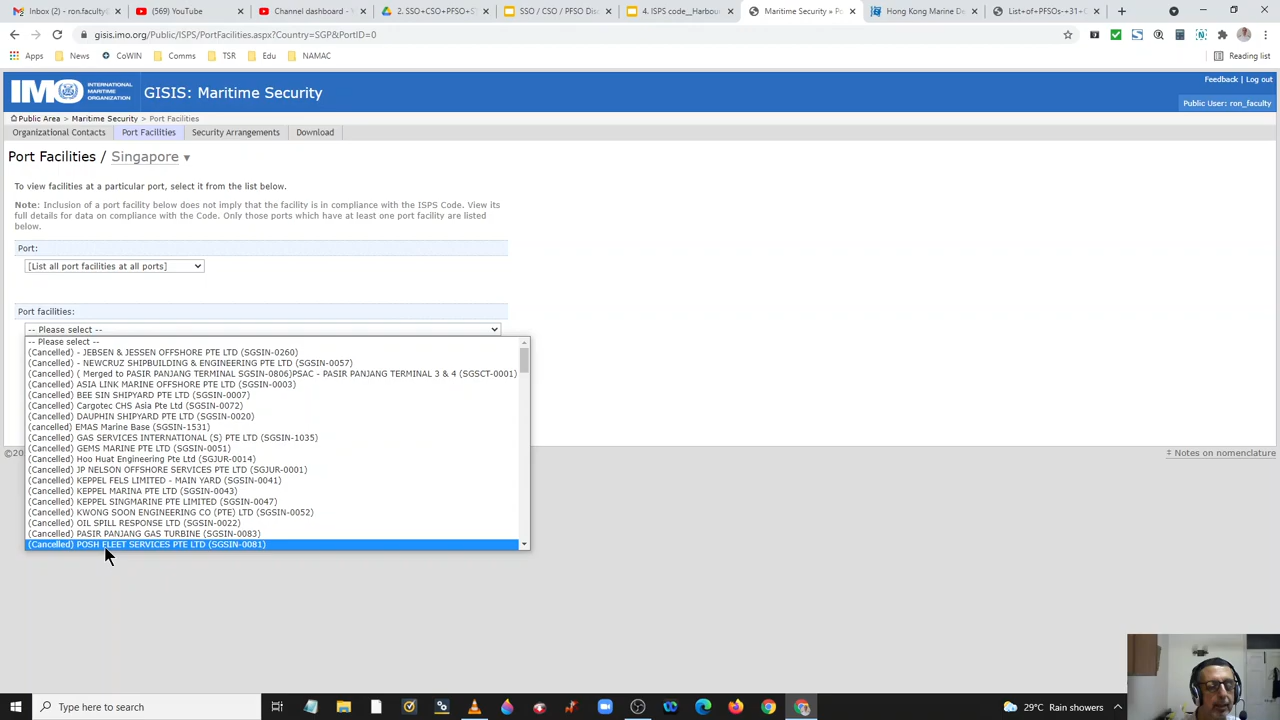 Inbox (0) - ron.faculty@
(569) YouTube
Channel dashboard - Y
2. SSO+CSO+PFSO+S
SSO / CSO / PFSO Dis
4. ISPS code__Harbou
Maritime Security » Po
Hong Kong Marine De
List+of+PFSOs+31+
gisis.imo.org/Public/ISPS/PortFacilities.aspx?Country=SGP&PortID=0
Apps News CoWIN Comms TSR Edu NAMAC Reading list
Feedback | Log out
IMO INTERNATIONAL MARITIME ORGANIZATION GISIS: Maritime Security
Public User: ron_faculty
Public Area > Maritime Security > Port Facilities
Organizational Contacts Port Facilities Security Arrangements Download
Port Facilities / Singapore ▼
To view facilities at a particular port, select it from the list below.
Note: Inclusion of a port facility below does not imply that the facility is in compliance with the ISPS Code. View its
full details for data on compliance with the Code. Only those ports which have at least one port facility are listed
below.
Port:
[List all port facilities at all ports]
Port facilities:
-- Please select --
-- Please select --
(Cancelled) - JEBSEN & JESSEN OFFSHORE PTE LTD (SGSIN-0260)
(Cancelled) - NEWCRUZ SHIPBUILDING & ENGINEERING PTE LTD (SGSIN-0057)
(Cancelled) ( Merged to PASIR PANJANG TERMINAL SGSIN-0806)PSAC - PASIR PANJANG TERMINAL 3 & 4 (SGSCT-0001)
(Cancelled) ASIA LINK MARINE OFFSHORE PTE LTD (SGSIN-0003)
(Cancelled) BEE SIN SHIPYARD PTE LTD (SGSIN-0007)
(Cancelled) Cargotec CHS Asia Pte Ltd (SGSIN-0072)
(Cancelled) DAUPHIN SHIPYARD PTE LTD (SGSIN-0020)
(cancelled) EMAS Marine Base (SGSIN-1531)
(Cancelled) GAS SERVICES INTERNATIONAL (S) PTE LTD (SGSIN-1035)
(Cancelled) GEMS MARINE PTE LTD (SGSIN-0051)
(Cancelled) Hoo Huat Engineering Pte Ltd (SGJUR-0014)
(Cancelled) JP NELSON OFFSHORE SERVICES PTE LTD (SGJUR-0001)
(Cancelled) KEPPEL FELS LIMITED - MAIN YARD (SGSIN-0041)
(Cancelled) KEPPEL MARINA PTE LTD (SGSIN-0043)
(Cancelled) KEPPEL SINGMARINE PTE LIMITED (SGSIN-0047)
(Cancelled) KWONG SOON ENGINEERING CO (PTE) LTD (SGSIN-0052)
(Cancelled) OIL SPILL RESPONSE LTD (SGSIN-0022)
(Cancelled) PASIR PANJANG GAS TURBINE (SGSIN-0083)
(Cancelled) POSH FLEET SERVICES PTE LTD (SGSIN-0081)
©20
Notes on nomenclature
Type here to search
29°C Rain showers